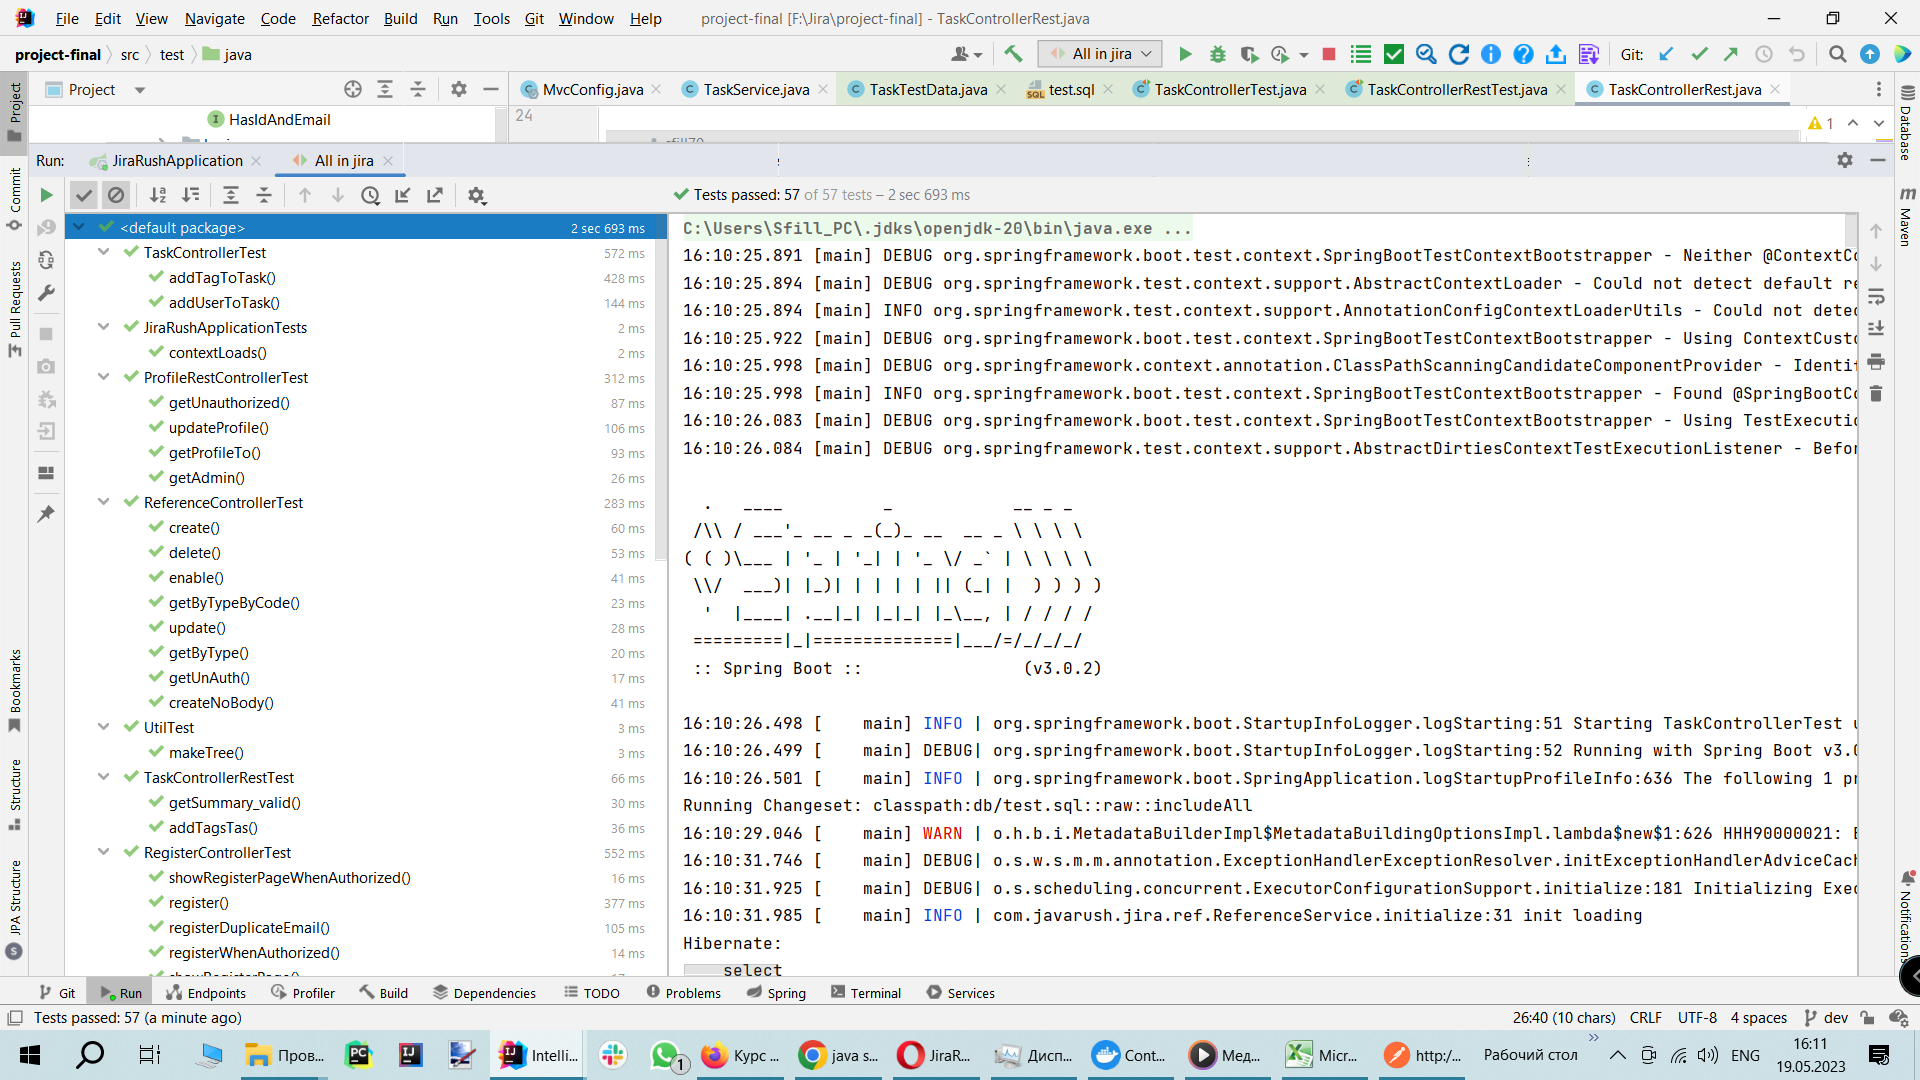 File Edit View Navigate Code Refactor Build Run Tools Git Window Help project-final [F:\Jira\project-final] - TaskControllerRest.java
project-final src test java All in jira Git:
Project MvcConfig.java TaskService.java TaskTestData.java test.sql TaskControllerTest.java TaskControllerRestTest.java TaskControllerRest.java
HasIdAndEmail 24 1
Run: JiraRushApplication All in jira
Tests passed: 57 of 57 tests – 2 sec 693 ms
<default package> 2 sec 693 ms
TaskControllerTest 572 ms
addTagToTask() 428 ms
addUserToTask() 144 ms
JiraRushApplicationTests 2 ms
contextLoads() 2 ms
ProfileRestControllerTest 312 ms
getUnauthorized() 87 ms
updateProfile() 106 ms
getProfileTo() 93 ms
getAdmin() 26 ms
ReferenceControllerTest 283 ms
create() 60 ms
delete() 53 ms
enable() 41 ms
getByTypeByCode() 23 ms
update() 28 ms
getByType() 20 ms
getUnAuth() 17 ms
createNoBody() 41 ms
UtilTest 3 ms
makeTree() 3 ms
TaskControllerRestTest 66 ms
getSummary_valid() 30 ms
addTagsTas() 36 ms
RegisterControllerTest 552 ms
showRegisterPageWhenAuthorized() 16 ms
register() 377 ms
registerDuplicateEmail() 105 ms
registerWhenAuthorized() 14 ms
C:\Users\Sfill_PC\.jdks\openjdk-20\bin\java.exe ...
16:10:25.891 [main] DEBUG org.springframework.boot.test.context.SpringBootTestContextBootstrapper - Neither @ContextCo
16:10:25.894 [main] DEBUG org.springframework.test.context.support.AbstractContextLoader - Could not detect default re
16:10:25.894 [main] INFO org.springframework.test.context.support.AnnotationConfigContextLoaderUtils - Could not detec
16:10:25.922 [main] DEBUG org.springframework.boot.test.context.SpringBootTestContextBootstrapper - Using ContextCusto
16:10:25.998 [main] DEBUG org.springframework.context.annotation.ClassPathScanningCandidateComponentProvider - Identif
16:10:25.998 [main] INFO org.springframework.boot.test.context.SpringBootTestContextBootstrapper - Found @SpringBootCo
16:10:26.083 [main] DEBUG org.springframework.boot.test.context.SpringBootTestContextBootstrapper - Using TestExecutio
16:10:26.084 [main] DEBUG org.springframework.test.context.support.AbstractDirtiesContextTestExecutionListener - Befor
:: Spring Boot :: (v3.0.2)
16:10:26.498 [ main] INFO | org.springframework.boot.StartupInfoLogger.logStarting:51 Starting TaskControllerTest u
16:10:26.499 [ main] DEBUG| org.springframework.boot.StartupInfoLogger.logStarting:52 Running with Spring Boot v3.0
16:10:26.501 [ main] INFO | org.springframework.boot.SpringApplication.logStartupProfileInfo:636 The following 1 pr
Running Changeset: classpath:db/test.sql::raw::includeAll
16:10:29.046 [ main] WARN | o.h.b.i.MetadataBuilderImpl$MetadataBuildingOptionsImpl.lambda$new$1:626 HHH90000021: E
16:10:31.746 [ main] DEBUG| o.s.w.s.m.m.annotation.ExceptionHandlerExceptionResolver.initExceptionHandlerAdviceCach
16:10:31.925 [ main] DEBUG| o.s.scheduling.concurrent.ExecutorConfigurationSupport.initialize:181 Initializing Exec
16:10:31.985 [ main] INFO | com.javarush.jira.ref.ReferenceService.initialize:31 init loading
Hibernate:
select
Project
Commit
Pull Requests
Bookmarks
Structure
JPA Structure
Database
Maven
Notifications
Git Run Endpoints Profiler Build Dependencies TODO Problems Spring Terminal Services
Tests passed: 57 (a minute ago) 26:40 (10 chars) CRLF UTF-8 4 spaces dev
Пров... Intelli... 1 Курс ... java s... JiraR... Дисп... Cont... Мед... Micr... http:/... Рабочий стол ENG 16:11
19.05.2023